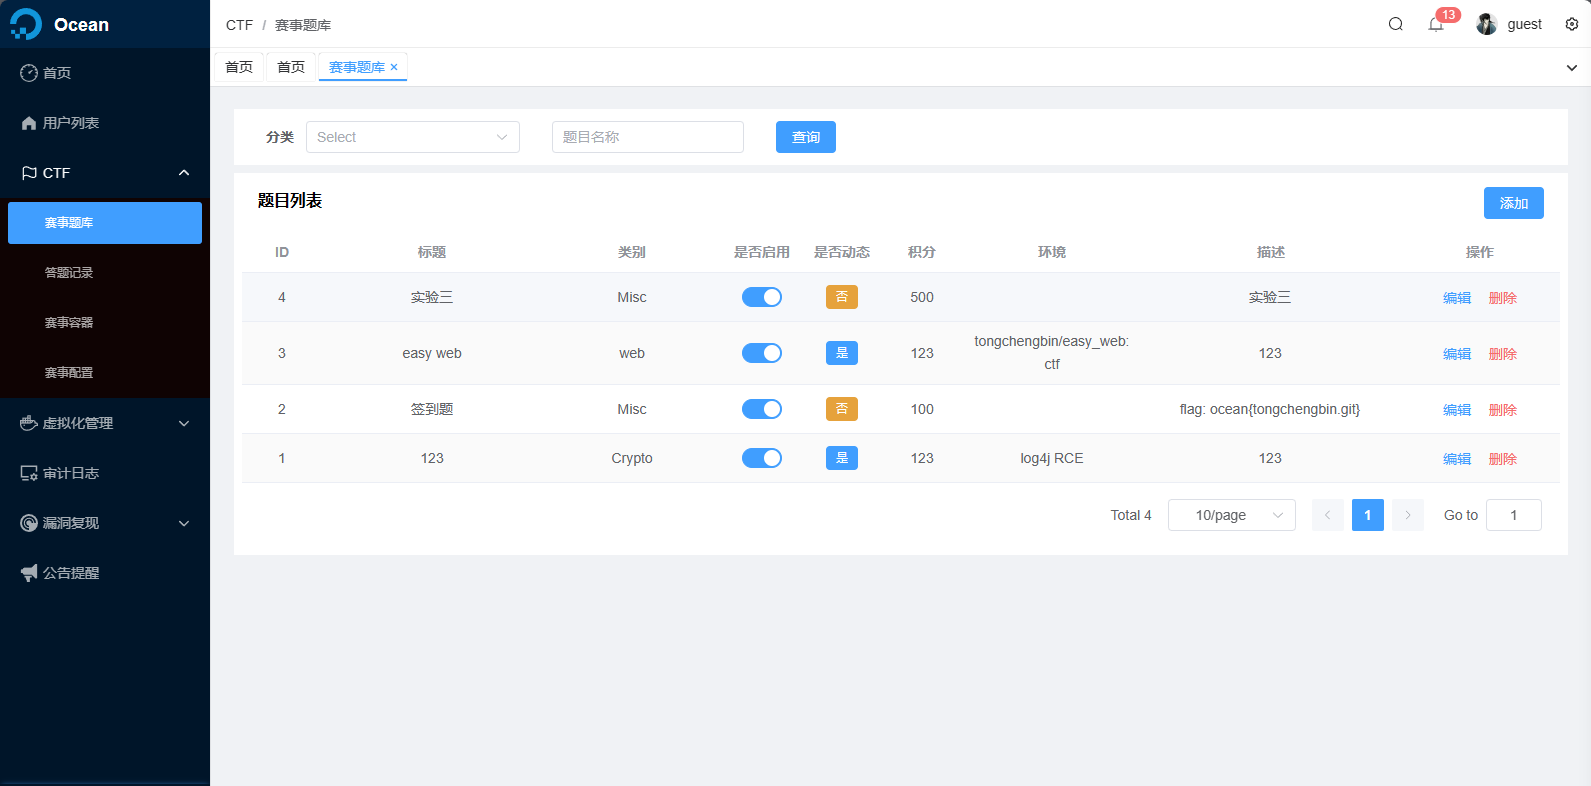 Ocean
CTF / 赛事题库
13
guest
首页
首页
赛事题库 ×
首页
用户列表
CTF
赛事题库
答题记录
赛事容器
赛事配置
虚拟化管理
审计日志
漏洞复现
公告提醒
分类 Select 题目名称 查询
题目列表 添加
ID 标题 类别 是否启用 是否动态 积分 环境 描述 操作
4 实验三 Misc 否 500 实验三 编辑 删除
3 easy web web 是 123 tongchengbin/easy_web: 123 编辑 删除
ctf
2 签到题 Misc 否 100 flag: ocean{tongchengbin.git} 编辑 删除
1 123 Crypto 是 123 log4j RCE 123 编辑 删除
Total 4 10/page 1 Go to 1